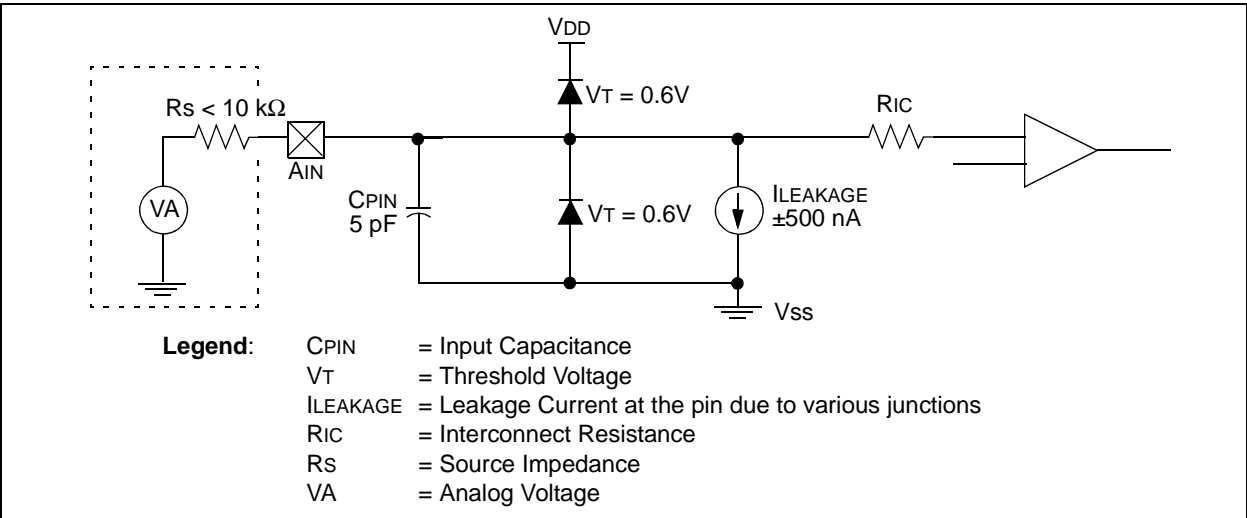 VDD
VT = 0.6V
RIC
Rs < 10 kΩ
AIN
CPIN
5 pF
VA
VT = 0.6V
ILEAKAGE
±500 nA
Vss
Legend:
CPIN = Input Capacitance
VT = Threshold Voltage
ILEAKAGE = Leakage Current at the pin due to various junctions
RIC = Interconnect Resistance
RS = Source Impedance
VA = Analog Voltage